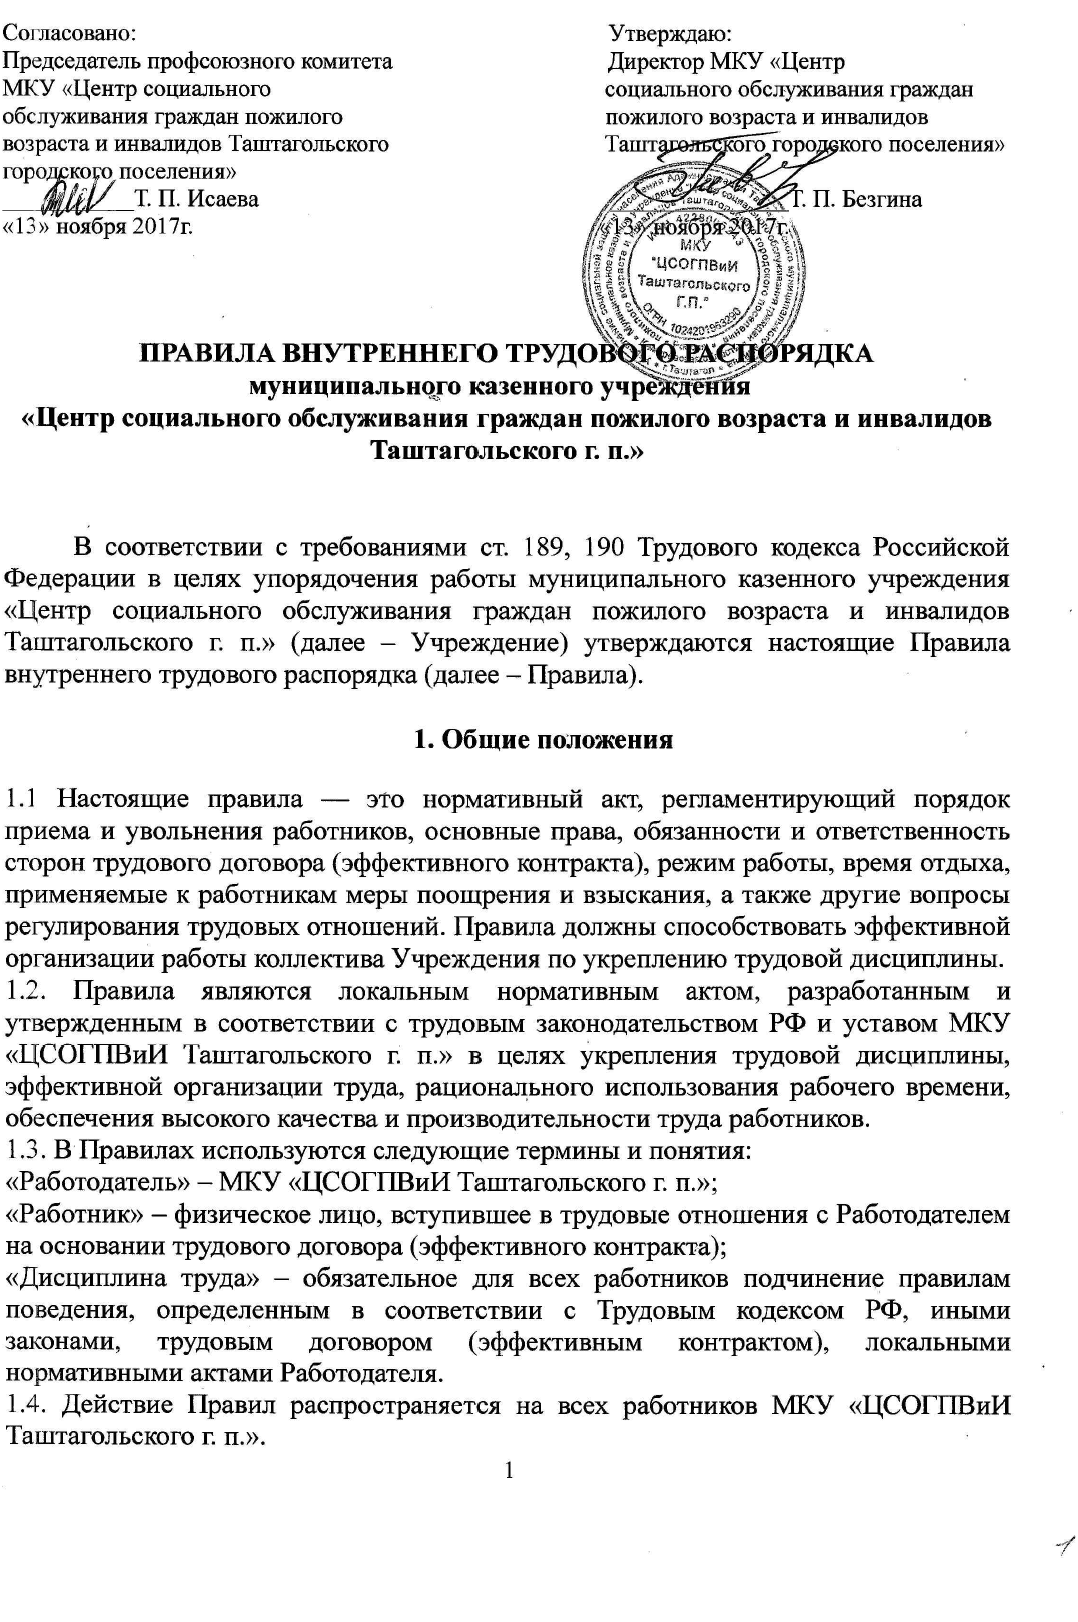 Согласовано:
Председатель профсоюзного комитета
МКУ «Центр социального
обслуживания граждан пожилого
возраста и инвалидов Таштагольского
городского поселения»
Т. П. Исаева
«13» ноября 2017г.
Утверждаю:
Директор МКУ «Центр
социального обслуживания граждан
пожилого возраста и инвалидов
Таштагольского городского поселения»
Т. П. Безгина
«13» ноября 2017г.
МКУ
"ЦСОГПВиИ
Таштагольского
Г.П."
ОГРН 1024201963290
ПРАВИЛА ВНУТРЕННЕГО ТРУДОВОГО РАСПОРЯДКА
муниципального казенного учреждения
«Центр социального обслуживания граждан пожилого возраста и инвалидов
Таштагольского г. п.»
В соответствии с требованиями ст. 189, 190 Трудового кодекса Российской
Федерации в целях упорядочения работы муниципального казенного учреждения
«Центр социального обслуживания граждан пожилого возраста и инвалидов
Таштагольского г. п.» (далее – Учреждение) утверждаются настоящие Правила
внутреннего трудового распорядка (далее – Правила).
1. Общие положения
1.1 Настоящие правила — это нормативный акт, регламентирующий порядок
приема и увольнения работников, основные права, обязанности и ответственность
сторон трудового договора (эффективного контракта), режим работы, время отдыха,
применяемые к работникам меры поощрения и взыскания, а также другие вопросы
регулирования трудовых отношений. Правила должны способствовать эффективной
организации работы коллектива Учреждения по укреплению трудовой дисциплины.
1.2. Правила являются локальным нормативным актом, разработанным и
утвержденным в соответствии с трудовым законодательством РФ и уставом МКУ
«ЦСОГПВиИ Таштагольского г. п.» в целях укрепления трудовой дисциплины,
эффективной организации труда, рационального использования рабочего времени,
обеспечения высокого качества и производительности труда работников.
1.3. В Правилах используются следующие термины и понятия:
«Работодатель» – МКУ «ЦСОГПВиИ Таштагольского г. п.»;
«Работник» – физическое лицо, вступившее в трудовые отношения с Работодателем
на основании трудового договора (эффективного контракта);
«Дисциплина труда» – обязательное для всех работников подчинение правилам
поведения, определенным в соответствии с Трудовым кодексом РФ, иными
законами, трудовым договором (эффективным контрактом), локальными
нормативными актами Работодателя.
1.4. Действие Правил распространяется на всех работников МКУ «ЦСОГПВиИ
Таштагольского г. п.».
1
1